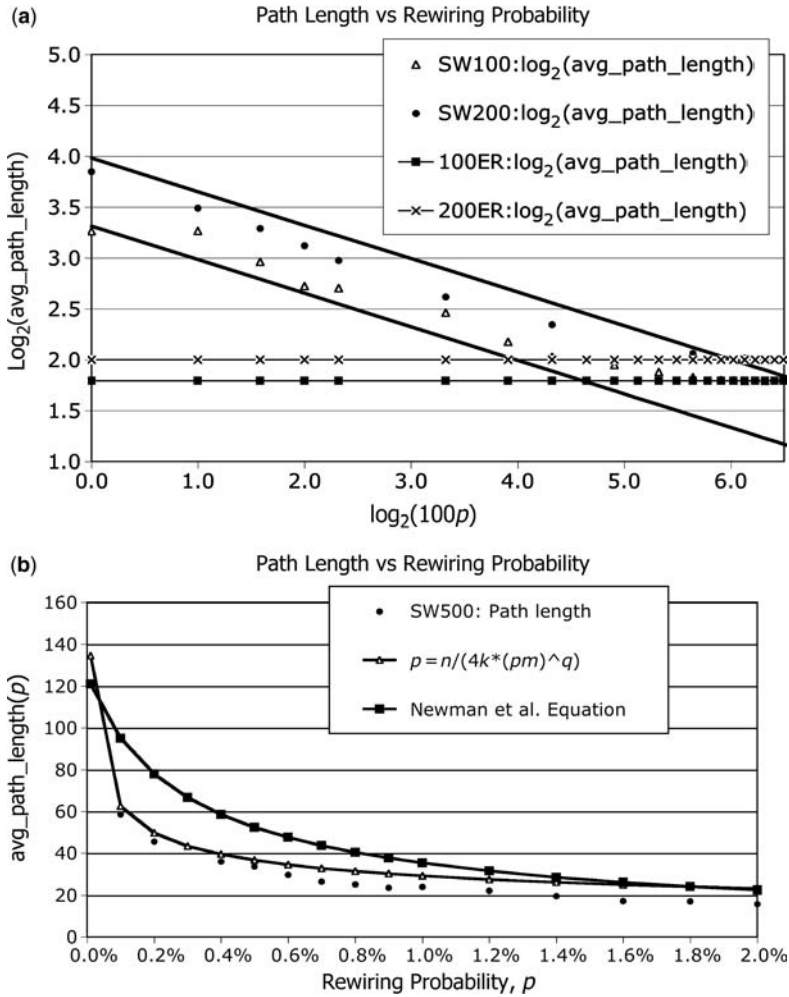 (a)
Path Length vs Rewiring Probability
5.0
4.5
4.0
3.5
3.0
2.5
2.0
1.5
1.0
Log2(avg_path_length)
SW100:log2(avg_path_length)
SW200:log2(avg_path_length)
100ER:log2(avg_path_length)
200ER:log2(avg_path_length)
0.0 1.0 2.0 3.0 4.0 5.0 6.0
log2(100p)
(b)
Path Length vs Rewiring Probability
160
140
120
100
80
60
40
20
0
avg_path_length(p)
SW500: Path length
p=n/(4k*(pm)^q)
Newman et al. Equation
0.0% 0.2% 0.4% 0.6% 0.8% 1.0% 1.2% 1.4% 1.6% 1.8% 2.0%
Rewiring Probability, p